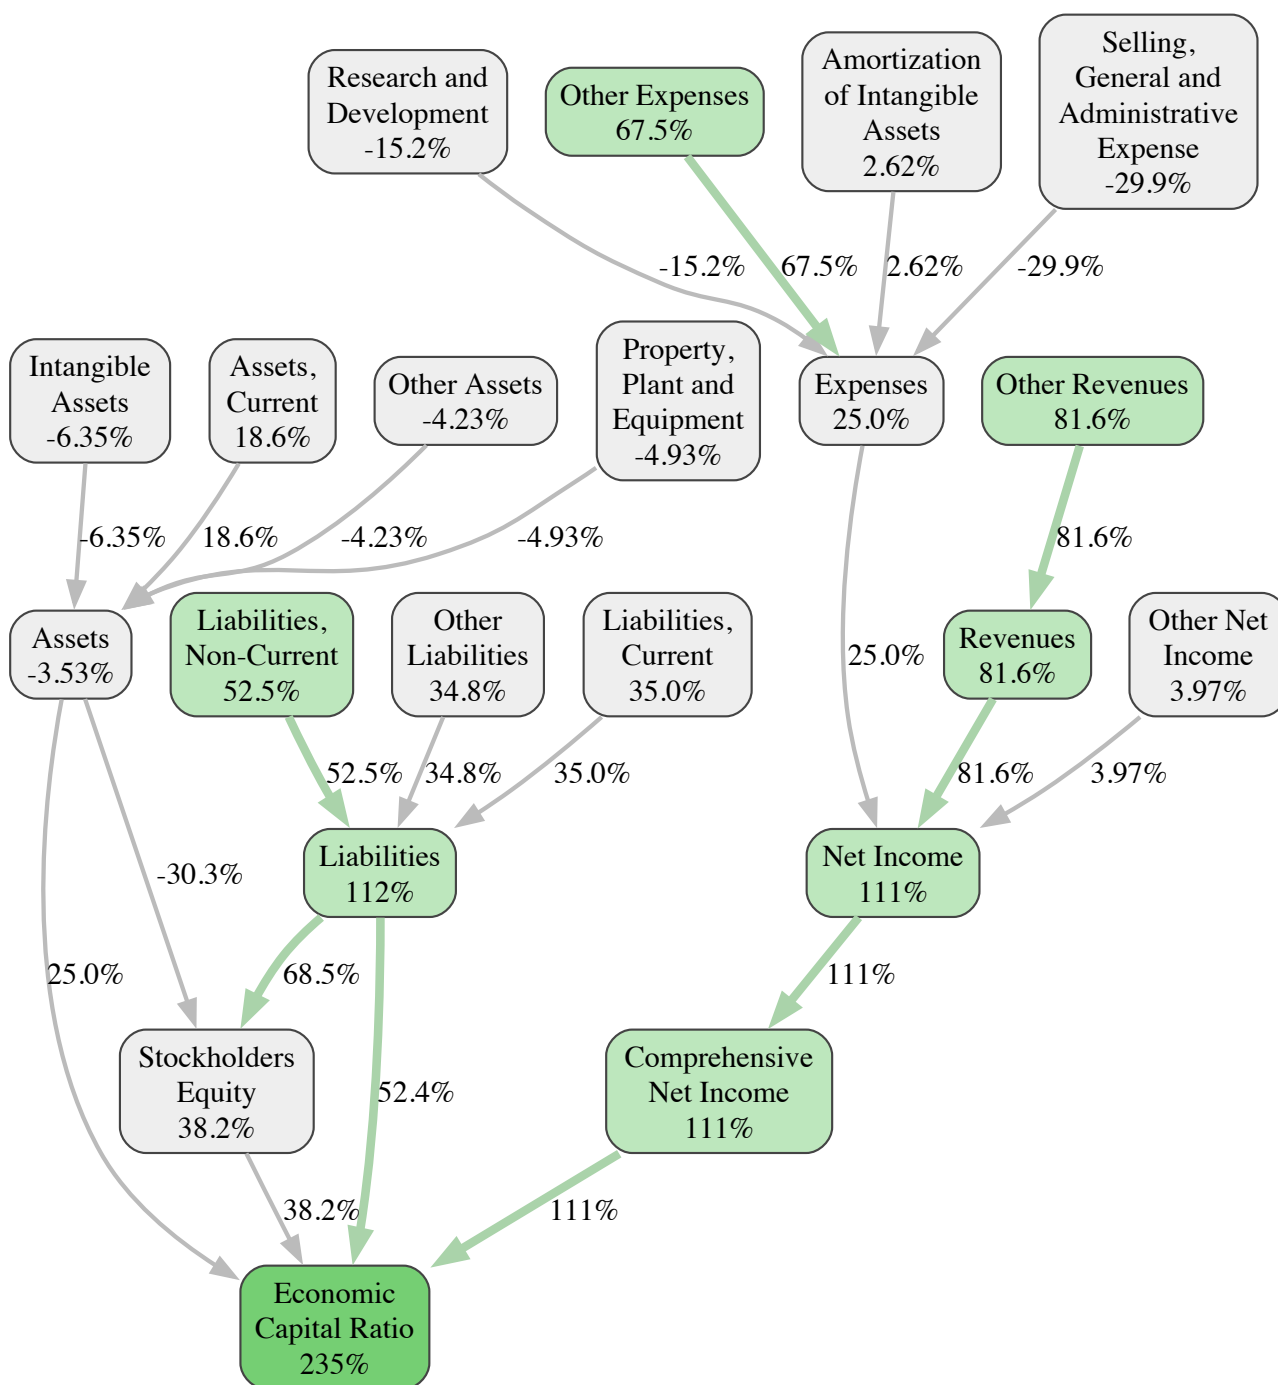 Research and
Development
-15.2%
Other Expenses
67.5%
Amortization
of Intangible
Assets
2.62%
Selling,
General and
Administrative
Expense
-29.9%
-15.2%
67.5%
2.62%
-29.9%
Intangible
Assets
-6.35%
Assets,
Current
18.6%
Other Assets
-4.23%
Property,
Plant and
Equipment
-4.93%
Expenses
25.0%
Other Revenues
81.6%
-6.35%
18.6%
-4.23%
-4.93%
81.6%
Assets
-3.53%
Liabilities,
Non-Current
52.5%
Other
Liabilities
34.8%
Liabilities,
Current
35.0%
25.0%
Revenues
81.6%
Other Net
Income
3.97%
52.5%
34.8%
35.0%
81.6%
3.97%
-30.3%
Liabilities
112%
Net Income
111%
25.0%
68.5%
111%
Stockholders
Equity
38.2%
52.4%
Comprehensive
Net Income
111%
38.2%
111%
Economic
Capital Ratio
235%